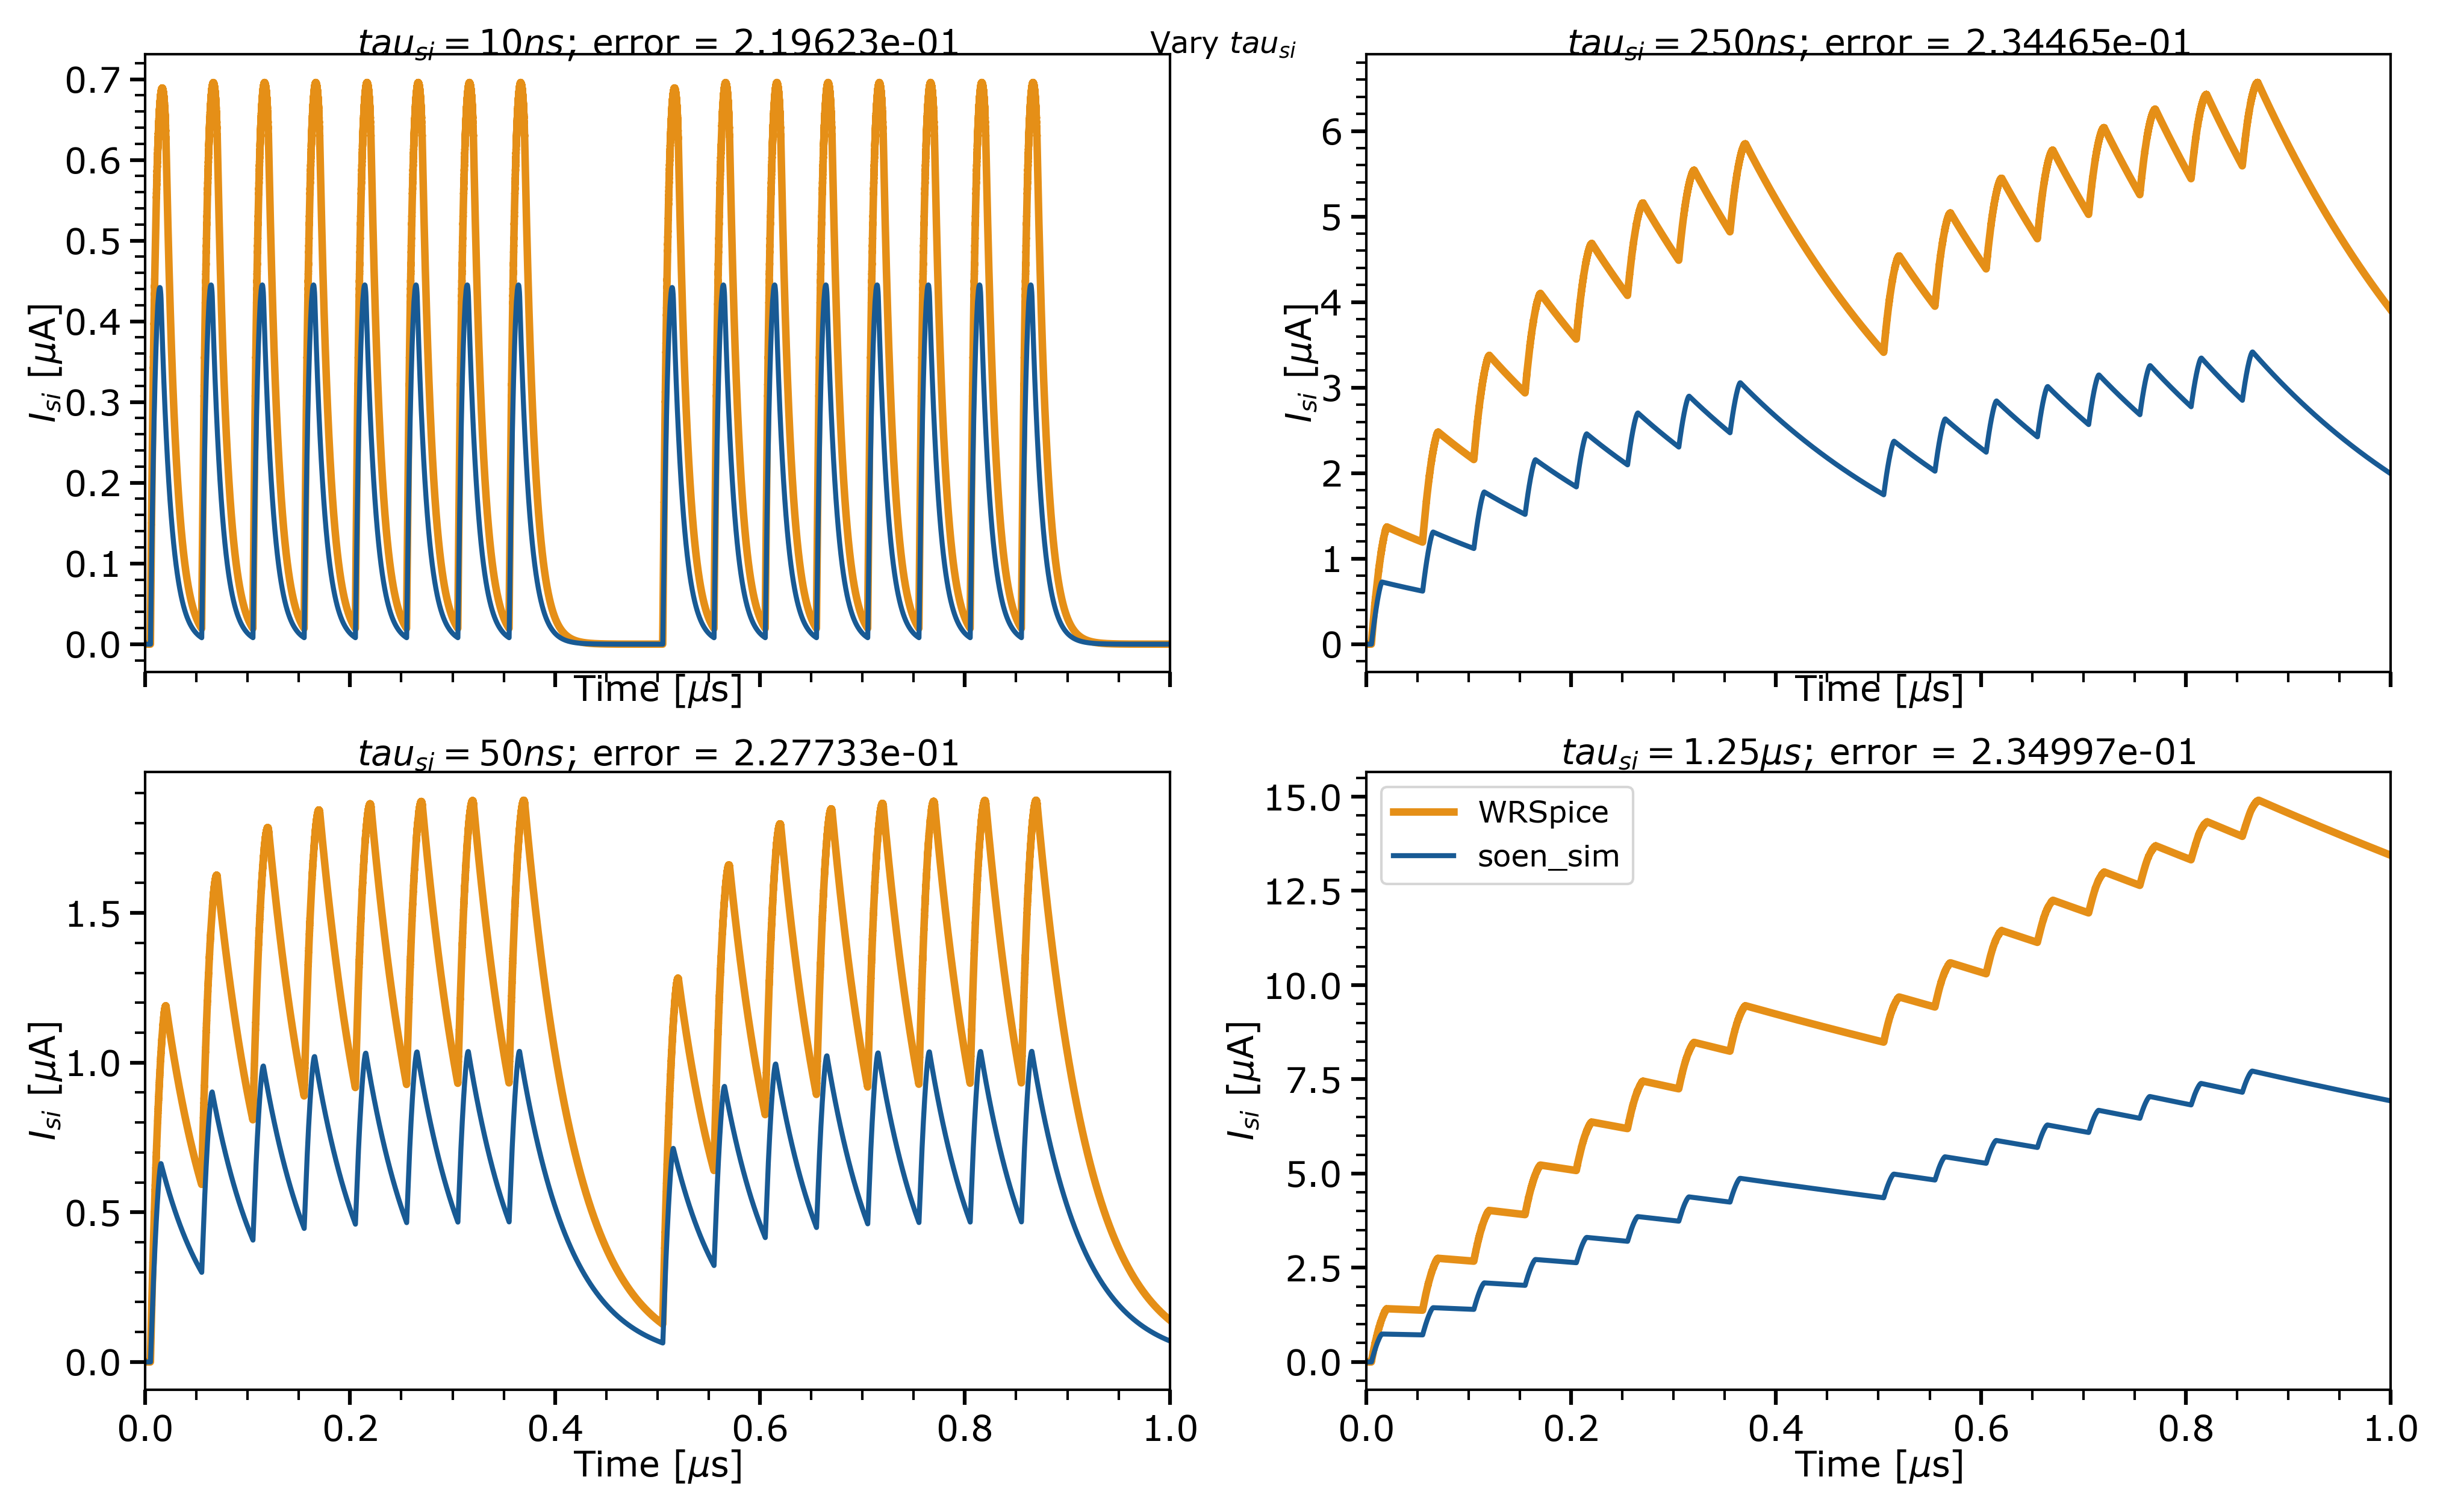 Vary tau_si
tau_si = 10ns; error = 2.19623e-01
0.7
0.6
0.5
0.4
0.3
0.2
0.1
0.0
I_si [μA]
Time [μs]
tau_si = 250ns; error = 2.34465e-01
6
5
4
3
2
1
0
I_si [μA]
Time [μs]
tau_si = 50ns; error = 2.27733e-01
1.5
1.0
0.5
0.0
I_si [μA]
0.0 0.2 0.4 0.6 0.8 1.0
Time [μs]
tau_si = 1.25μs; error = 2.34997e-01
WRSpice
soen_sim
15.0
12.5
10.0
7.5
5.0
2.5
0.0
I_si [μA]
0.0 0.2 0.4 0.6 0.8 1.0
Time [μs]